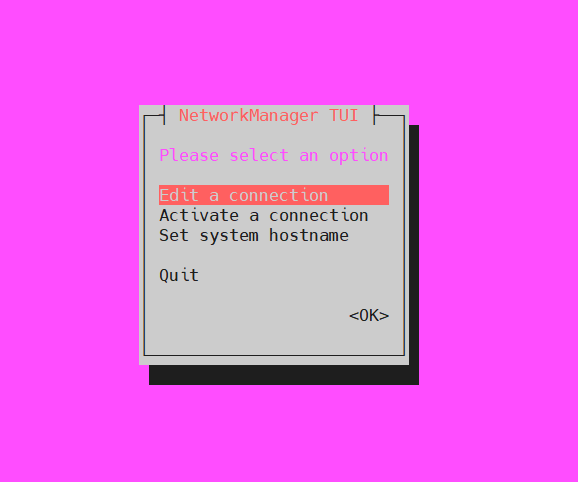 NetworkManager TUI
Please select an option
Edit a connection
Activate a connection
Set system hostname
Quit
<OK>